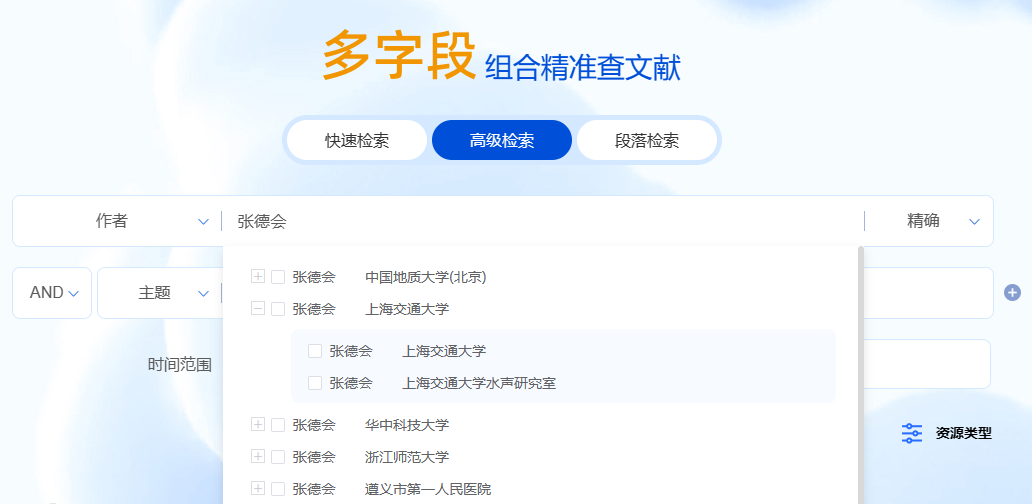 多字段 组合精准查文献
快速检索 高级检索 段落检索
作者 张德会 精确
张德会 中国地质大学(北京)
AND 主题
张德会 上海交通大学
张德会 上海交通大学
时间范围
张德会 上海交通大学水声研究室
张德会 华中科技大学
资源类型
张德会 浙江师范大学
张德会 遵义市第一人民医院